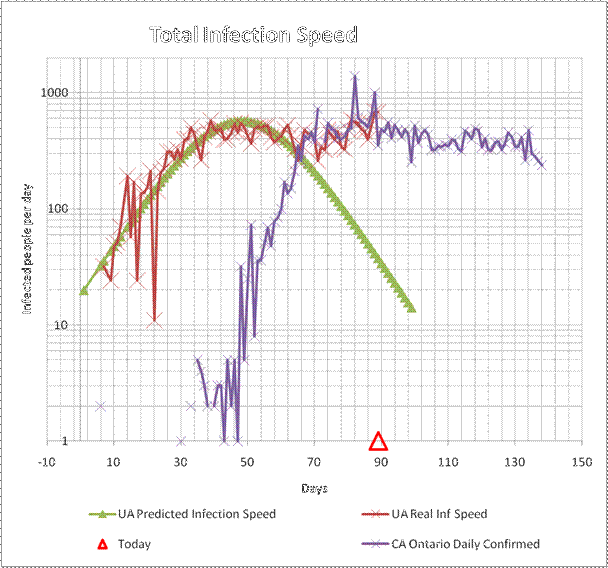 Total Infection Speed
1000
100
10
1
Infected people per day
-10 10 30 50 70 90 110 130 150
Days
UA Predicted Infection Speed UA Real Inf Speed
Today CA Ontario Daily Confirmed